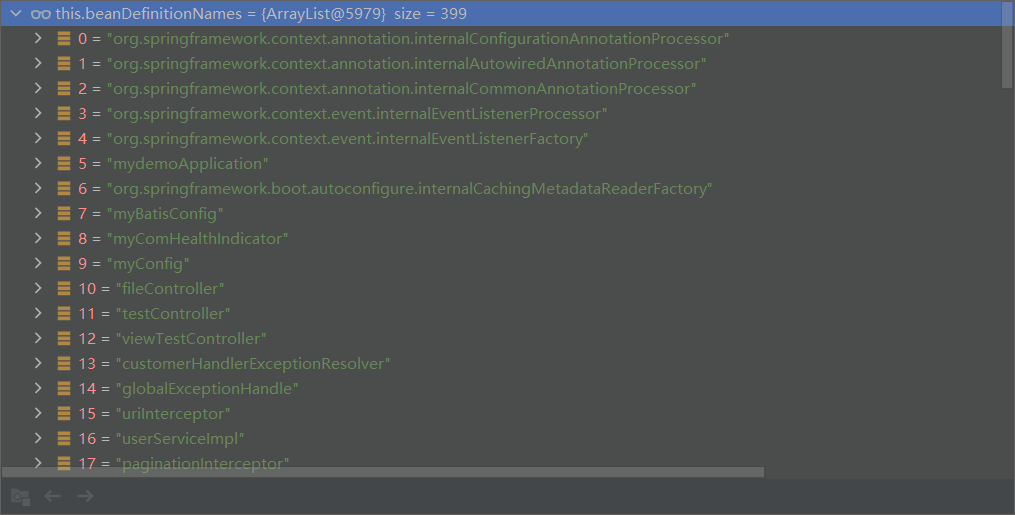 this.beanDefinitionNames = {ArrayList@5979} size = 399
0 = "org.springframework.context.annotation.internalConfigurationAnnotationProcessor"
1 = "org.springframework.context.annotation.internalAutowiredAnnotationProcessor"
2 = "org.springframework.context.annotation.internalCommonAnnotationProcessor"
3 = "org.springframework.context.event.internalEventListenerProcessor"
4 = "org.springframework.context.event.internalEventListenerFactory"
5 = "mydemoApplication"
6 = "org.springframework.boot.autoconfigure.internalCachingMetadataReaderFactory"
7 = "myBatisConfig"
8 = "myComHealthIndicator"
9 = "myConfig"
10 = "fileController"
11 = "testController"
12 = "viewTestController"
13 = "customerHandlerExceptionResolver"
14 = "globalExceptionHandle"
15 = "uriInterceptor"
16 = "userServiceImpl"
17 = "paginationInterceptor"